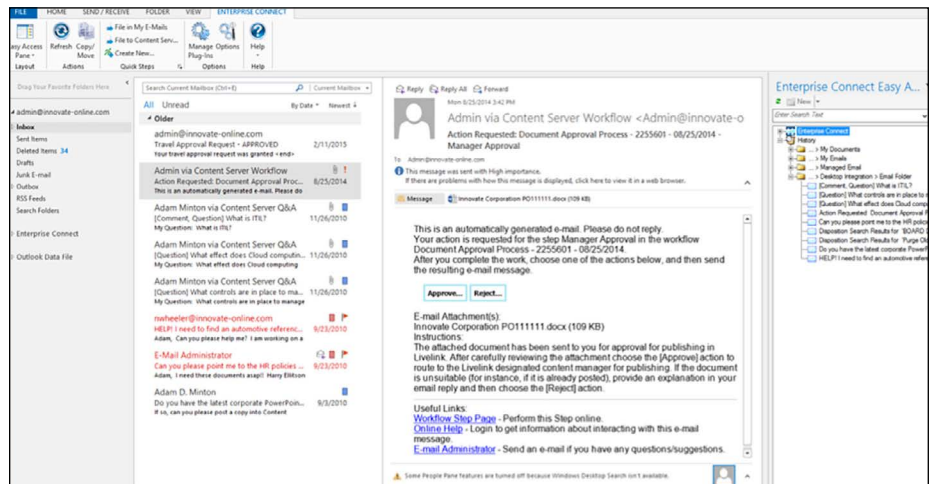 FILE HOME SEND / RECEIVE FOLDER VIEW ENTERPRISE CONNECT
Easy Access Pane
Refresh
Copy/ Move
File in My E-Mails
File to Content Serv...
Create New...
Manage Plug-Ins
Options
Help
Layout Actions Quick Steps Options Help
Drag Your Favorite Folders Here
admin@innovate-online.com
Inbox
Sent Items
Deleted Items 34
Drafts
Junk E-mail
Outbox
RSS Feeds
Search Folders
Enterprise Connect
Outlook Data File
Search Current Mailbox (Ctrl+E) Current Mailbox
All Unread By Date Newest
Older
admin@innovate-online.com
Travel Approval Request - APPROVED 2/11/2015
Your travel approval request was granted <end>
Admin via Content Server Workflow
Action Requested: Document Approval Proc... 8/25/2014
This is an automatically generated e-mail. Please do
Adam Minton via Content Server Q&A
[Comment, Question] What is ITIL? 11/26/2010
My Question: What is ITIL?
Adam Minton via Content Server Q&A
[Question] What effect does Cloud computin... 11/26/2010
My Question: What effect does Cloud computing
Adam Minton via Content Server Q&A
[Question] What controls are in place to ma... 11/26/2010
My Question: What controls are in place to manage
nwheeler@innovate-online.com
HELP! I need to find an automotive referenc... 9/23/2010
Adam, Can you please help me? I am working on a
E-Mail Administrator
Can you please point me to the HR policies ... 9/23/2010
Adam, I need these documents asap!! Harry Ellitson
Adam D. Minton
Do you have the latest corporate PowerPoin... 9/3/2010
If so, can you please post a copy into Content
Reply Reply All Forward
Mon 8/25/2014 3:42 PM
Admin via Content Server Workflow <Admin@innovate-o
Action Requested: Document Approval Process - 2255601 - 08/25/2014 -
Manager Approval
To Admin@innovate-online.com
This message was sent with High importance.
If there are problems with how this message is displayed, click here to view it in a web browser.
Message Innovate Corporation PO111111.docx (109 KB)
This is an automatically generated e-mail. Please do not reply.
Your action is requested for the step Manager Approval in the workflow
Document Approval Process - 2255601 - 08/25/2014.
After you complete the work, choose one of the actions below, and then send
the resulting e-mail message.
Approve... Reject...
E-mail Attachment(s):
Innovate Corporation PO111111.docx (109 KB)
Instructions:
The attached document has been sent to you for approval for publishing in
Livelink. After carefully reviewing the attachment choose the [Approve] action to
route to the Livelink designated content manager for publishing. If the document
is unsuitable (for instance, if it is already posted), provide an explanation in your
email reply and then choose the [Reject] action.
Useful Links:
Workflow Step Page - Perform this Step online.
Online Help - Login to get information about interacting with this e-mail
message.
E-mail Administrator - Send an e-mail if you have any questions/suggestions.
Some People Pane features are turned off because Windows Desktop Search isn't available.
Enterprise Connect Easy A...
New
Enter Search Text
Enterprise Connect
History
...> My Documents
...> My Emails
...> Managed Email
...> Desktop Integration > Email Folder
[Comment, Question] What is ITIL?
[Question] What controls are in place to m
[Question] What effect does Cloud compu
Action Requested: Document Approval F
Can you please point me to the HR polici
Disposition Search Results for 'BOARD D
Disposition Search Results for 'Purge Ol
Do you have the latest corporate PowerP
HELP! I need to find an automotive refer